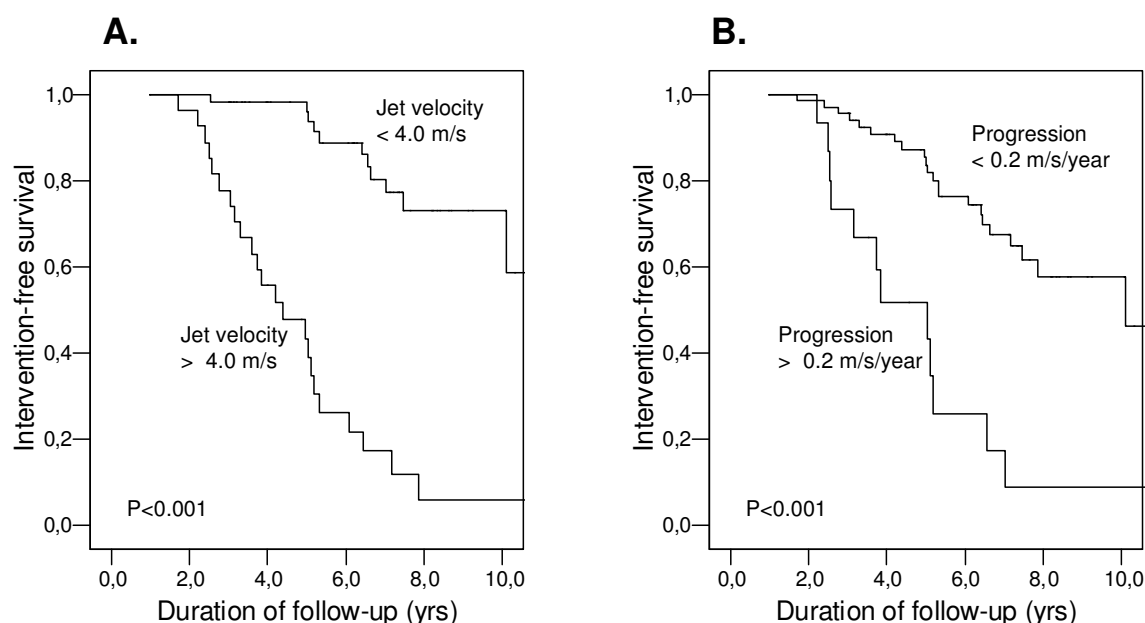 A.
Intervention-free survival
1,0
0,8
0,6
0,4
0,2
0,0
Jet velocity
< 4.0 m/s
Jet velocity
> 4.0 m/s
P<0.001
0,0 2,0 4,0 6,0 8,0 10,0
Duration of follow-up (yrs)
B.
Intervention-free survival
1,0
0,8
0,6
0,4
0,2
0,0
Progression
< 0.2 m/s/year
Progression
> 0.2 m/s/year
P<0.001
0,0 2,0 4,0 6,0 8,0 10,0
Duration of follow-up (yrs)